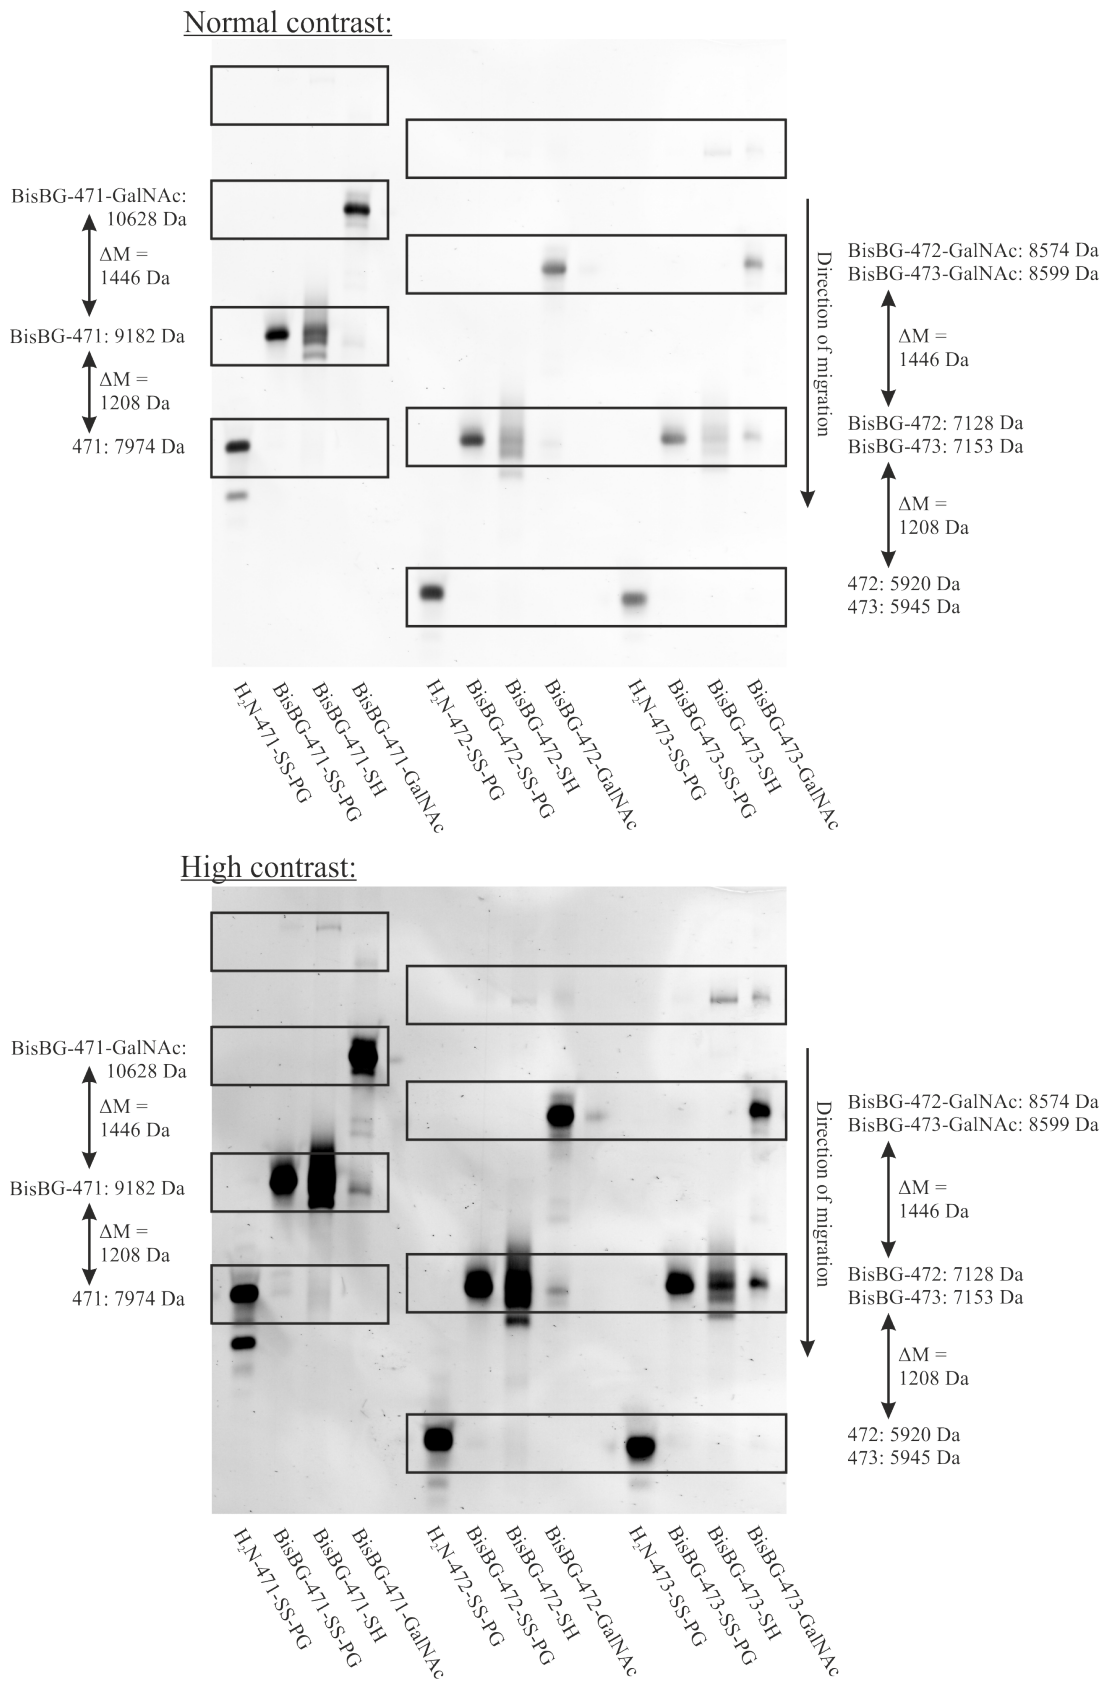 Normal contrast:
BisBG-471-GalNAc:
10628 Da
ΔM =
1446 Da
BisBG-471: 9182 Da
ΔM =
1208 Da
471: 7974 Da
Direction of migration
BisBG-472-GalNAc: 8574 Da
BisBG-473-GalNAc: 8599 Da
ΔM =
1446 Da
BisBG-472: 7128 Da
BisBG-473: 7153 Da
ΔM =
1208 Da
472: 5920 Da
473: 5945 Da
H₂N-471-SS-PG
BisBG-471-SS-PG
BisBG-471-SH
BisBG-471-GalNAc
H₂N-472-SS-PG
BisBG-472-SS-PG
BisBG-472-SH
BisBG-472-GalNAc
H₂N-473-SS-PG
BisBG-473-SS-PG
BisBG-473-SH
BisBG-473-GalNAc
High contrast:
BisBG-471-GalNAc:
10628 Da
ΔM =
1446 Da
BisBG-471: 9182 Da
ΔM =
1208 Da
471: 7974 Da
Direction of migration
BisBG-472-GalNAc: 8574 Da
BisBG-473-GalNAc: 8599 Da
ΔM =
1446 Da
BisBG-472: 7128 Da
BisBG-473: 7153 Da
ΔM =
1208 Da
472: 5920 Da
473: 5945 Da
H₂N-471-SS-PG
BisBG-471-SS-PG
BisBG-471-SH
BisBG-471-GalNAc
H₂N-472-SS-PG
BisBG-472-SS-PG
BisBG-472-SH
BisBG-472-GalNAc
H₂N-473-SS-PG
BisBG-473-SS-PG
BisBG-473-SH
BisBG-473-GalNAc